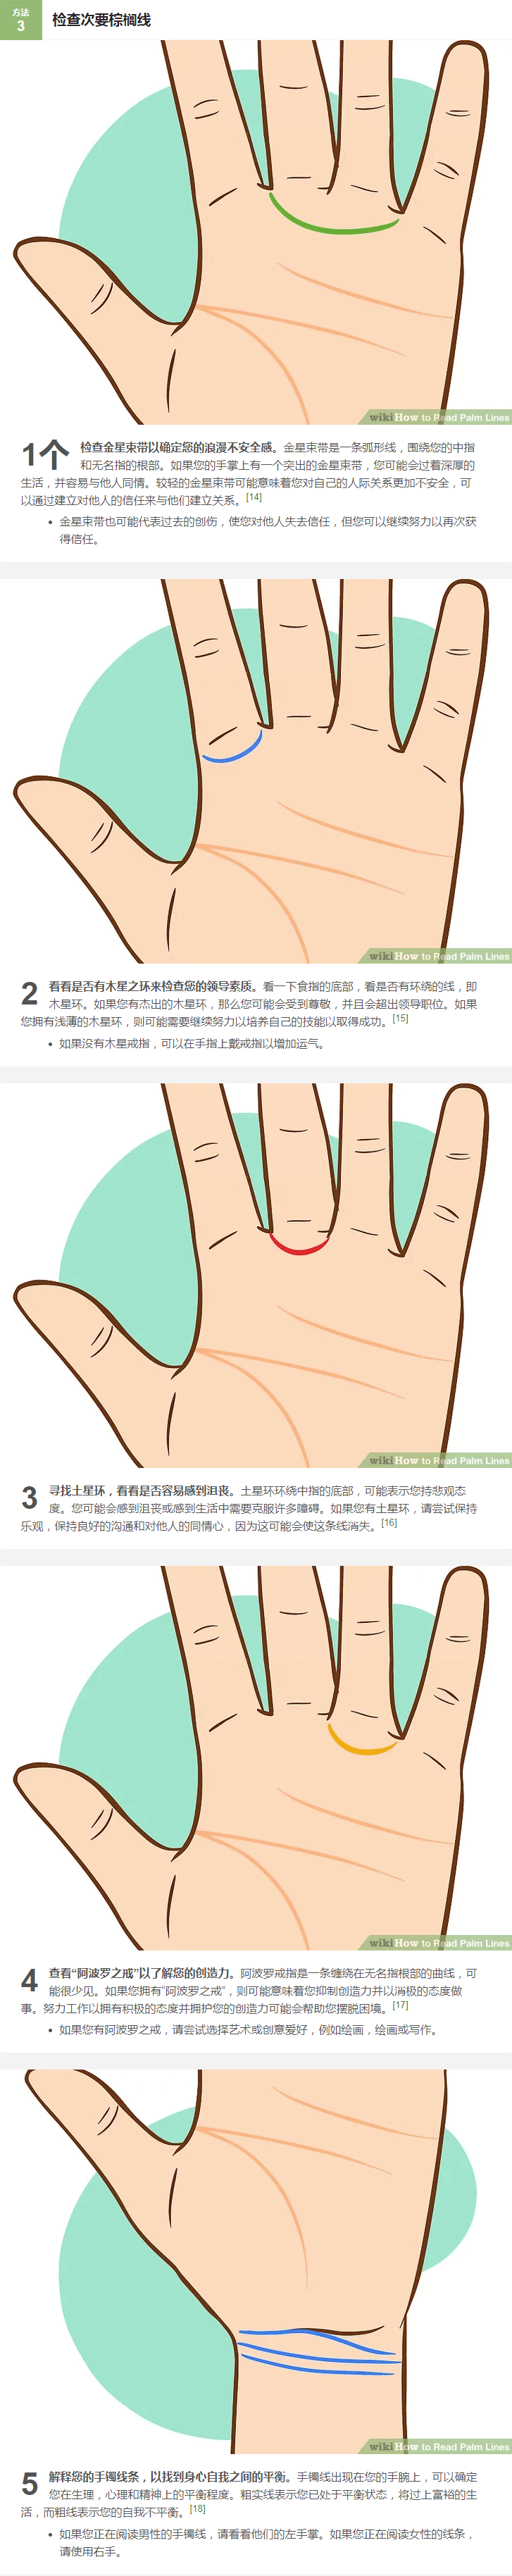 方法
3
检查次要棕榈线
wikiHow to Read Palm Lines
1个
检查金星束带以确定您的浪漫不安全感。金星束带是一条弧形线，围绕您的中指
和无名指的根部。如果您的手掌上有一个突出的金星束带，您可能会过着深厚的
生活，并容易与他人同情。较轻的金星束带可能意味着您对自己的人际关系更加不安全，可
以通过建立对他人的信任来与他们建立关系。[14]
• 金星束带也可能代表过去的创伤，使您对他人失去信任，但您可以继续努力以再次获
得信任。
wikiHow to Read Palm Lines
2
看看是否有木星之环来检查您的领导素质。看一下食指的底部，看是否有环绕的线，即
木星环。如果您有杰出的木星环，那么您可能会受到尊敬，并且会超出领导职位。如果
您拥有浅薄的木星环，则可能需要继续努力以培养自己的技能以取得成功。[15]
• 如果没有木星戒指，可以在手指上戴戒指以增加运气。
wikiHow to Read Palm Lines
3
寻找土星环，看看是否容易感到沮丧。土星环环绕中指的底部，可能表示您持悲观态
度。您可能会感到沮丧或感到生活中需要克服许多障碍。如果您有土星环，请尝试保持
乐观，保持良好的沟通和对他人的同情心，因为这可能会使这条线消失。[16]
wikiHow to Read Palm Lines
4
查看“阿波罗之戒”以了解您的创造力。阿波罗戒指是一条缠绕在无名指根部的曲线，可
能很少见。如果您拥有“阿波罗之戒”，则可能意味着您抑制创造力并以消极的态度做
事。努力工作以拥有积极的态度并拥护您的创造力可能会帮助您摆脱困境。[17]
• 如果您有阿波罗之戒，请尝试选择艺术或创意爱好，例如绘画，绘画或写作。
wikiHow to Read Palm Lines
5
解释您的手镯线条，以找到身心自我之间的平衡。手镯线出现在您的手腕上，可以确定
您在生理，心理和精神上的平衡程度。粗实线表示您已处于平衡状态，将过上富裕的生
活，而粗线表示您的自我不平衡。[18]
• 如果您正在阅读男性的手镯线，请看看他们的左手掌。如果您正在阅读女性的线条，
请使用右手。